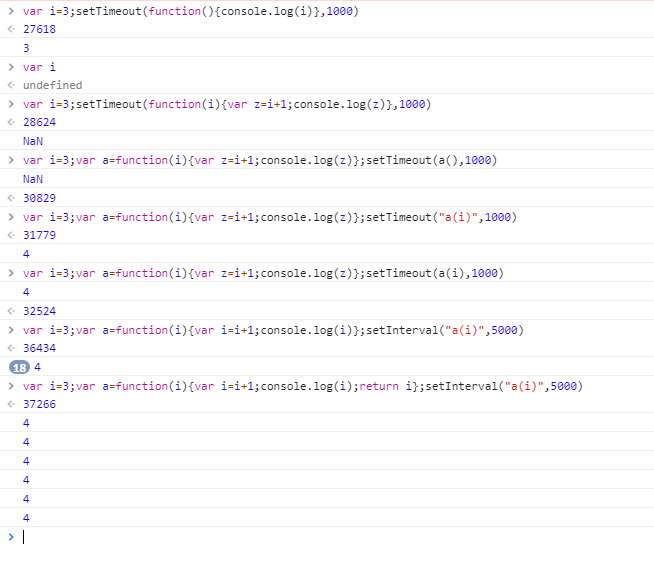 > var i=3;setTimeout(function(){console.log(i)},1000)
< 27618
3
> var i
< undefined
> var i=3;setTimeout(function(i){var z=i+1;console.log(z)},1000)
< 28624
NaN
> var i=3;var a=function(i){var z=i+1;console.log(z)};setTimeout(a(),1000)
NaN
< 30829
> var i=3;var a=function(i){var z=i+1;console.log(z)};setTimeout("a(i)",1000)
< 31779
4
> var i=3;var a=function(i){var z=i+1;console.log(z)};setTimeout(a(i),1000)
4
< 32524
> var i=3;var a=function(i){var i=i+1;console.log(i)};setInterval("a(i)",5000)
< 36434
18 4
> var i=3;var a=function(i){var i=i+1;console.log(i);return i};setInterval("a(i)",5000)
< 37266
4
4
4
4
4
4
>